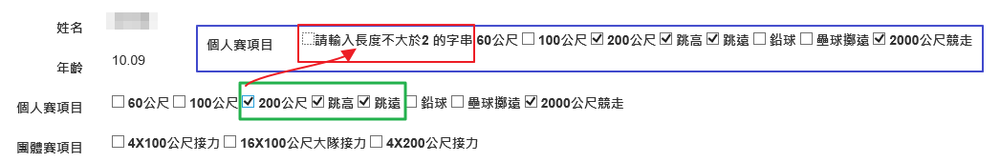 姓名
個人賽項目 請輸入長度不大於2 的字串 60公尺 100公尺 200公尺 跳高 跳遠 鉛球 壘球擲遠 2000公尺競走
年齡 10.09
個人賽項目 60公尺 100公尺 200公尺 跳高 跳遠 鉛球 壘球擲遠 2000公尺競走
團體賽項目 4X100公尺接力 16X100公尺大隊接力 4X200公尺接力